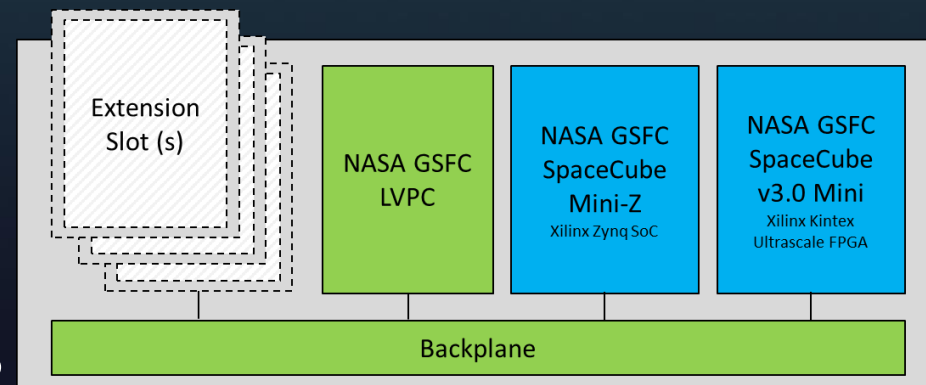 Extension
Slot (s)
NASA GSFC
LVPC
NASA GSFC
SpaceCube
Mini-Z
Xilinx Zynq SoC
NASA GSFC
SpaceCube
v3.0 Mini
Xilinx Kintex
Ultrascale FPGA
Backplane